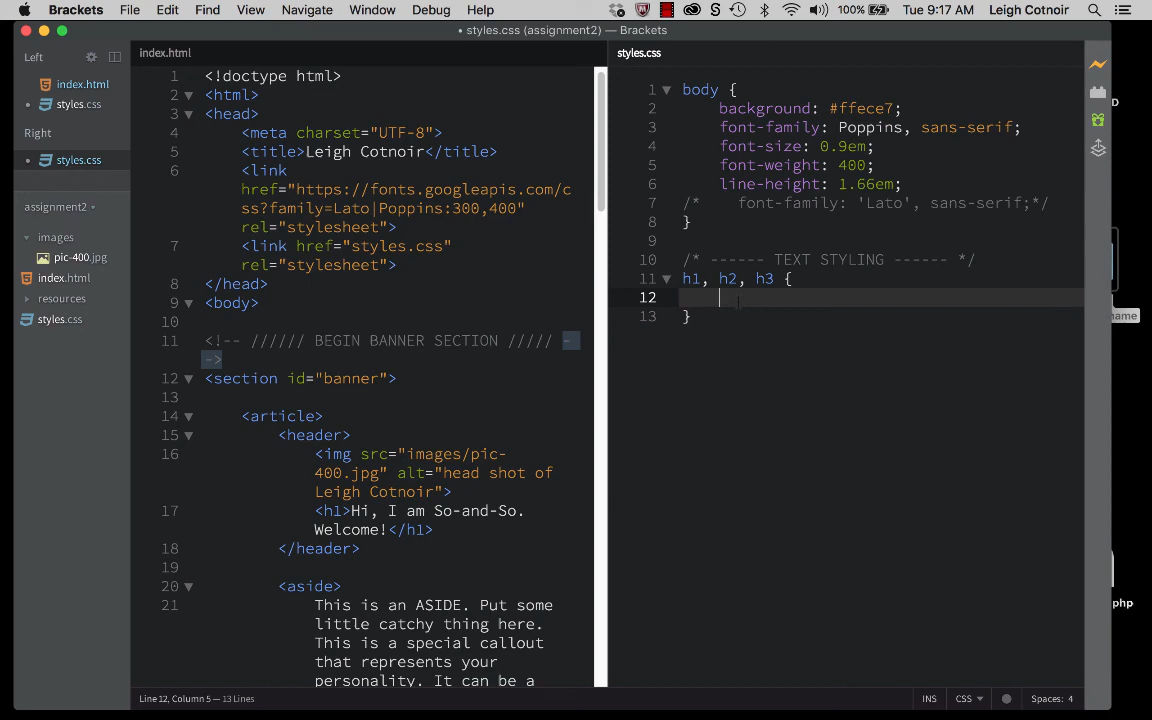 Brackets File Edit Find View Navigate Window Debug Help 100% Tue 9:17 AM Leigh Cotnoir
• styles.css (assignment2) — Brackets
Left
index.html
• styles.css
Right
• styles.css
assignment2
images
pic-400.jpg
index.html
resources
styles.css
index.html
1 <!doctype html>
2 <html>
3 <head>
4 <meta charset="UTF-8">
5 <title>Leigh Cotnoir</title>
6 <link
href="https://fonts.googleapis.com/c
ss?family=Lato|Poppins:300,400"
rel="stylesheet">
7 <link href="styles.css"
rel="stylesheet">
8 </head>
9 <body>
10
11 <!-- ////// BEGIN BANNER SECTION ///// -
->
12 <section id="banner">
13
14 <article>
15 <header>
16 <img src="images/pic-
400.jpg" alt="head shot of
Leigh Cotnoir">
17 <h1>Hi, I am So-and-So.
Welcome!</h1>
18 </header>
19
20 <aside>
21 This is an ASIDE. Put some
little catchy thing here.
This is a special callout
that represents your
personality. It can be a
styles.css
1 body {
2 background: #ffece7;
3 font-family: Poppins, sans-serif;
4 font-size: 0.9em;
5 font-weight: 400;
6 line-height: 1.66em;
7 /* font-family: 'Lato', sans-serif;*/
8 }
9
10 /* ------ TEXT STYLING ------ */
11 h1, h2, h3 {
12
13 }
D
name
php
Line 12, Column 5 — 13 Lines
INS CSS Spaces: 4